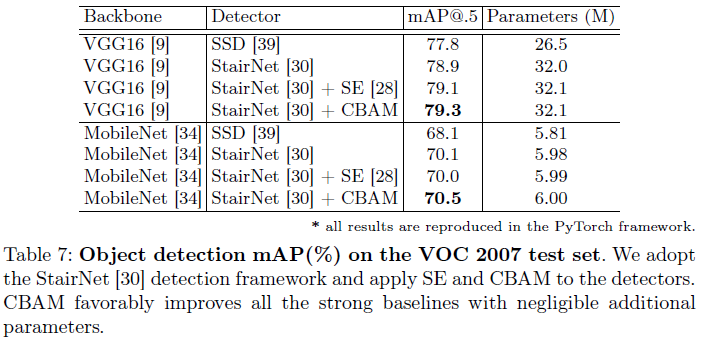 Backbone Detector mAP@.5 Parameters (M)
VGG16 [9] SSD [39] 77.8 26.5
VGG16 [9] StairNet [30] 78.9 32.0
VGG16 [9] StairNet [30] + SE [28] 79.1 32.1
VGG16 [9] StairNet [30] + CBAM 79.3 32.1
MobileNet [34] SSD [39] 68.1 5.81
MobileNet [34] StairNet [30] 70.1 5.98
MobileNet [34] StairNet [30] + SE [28] 70.0 5.99
MobileNet [34] StairNet [30] + CBAM 70.5 6.00
* all results are reproduced in the PyTorch framework.
Table 7: Object detection mAP(%) on the VOC 2007 test set. We adopt
the StairNet [30] detection framework and apply SE and CBAM to the detectors.
CBAM favorably improves all the strong baselines with negligible additional
parameters.